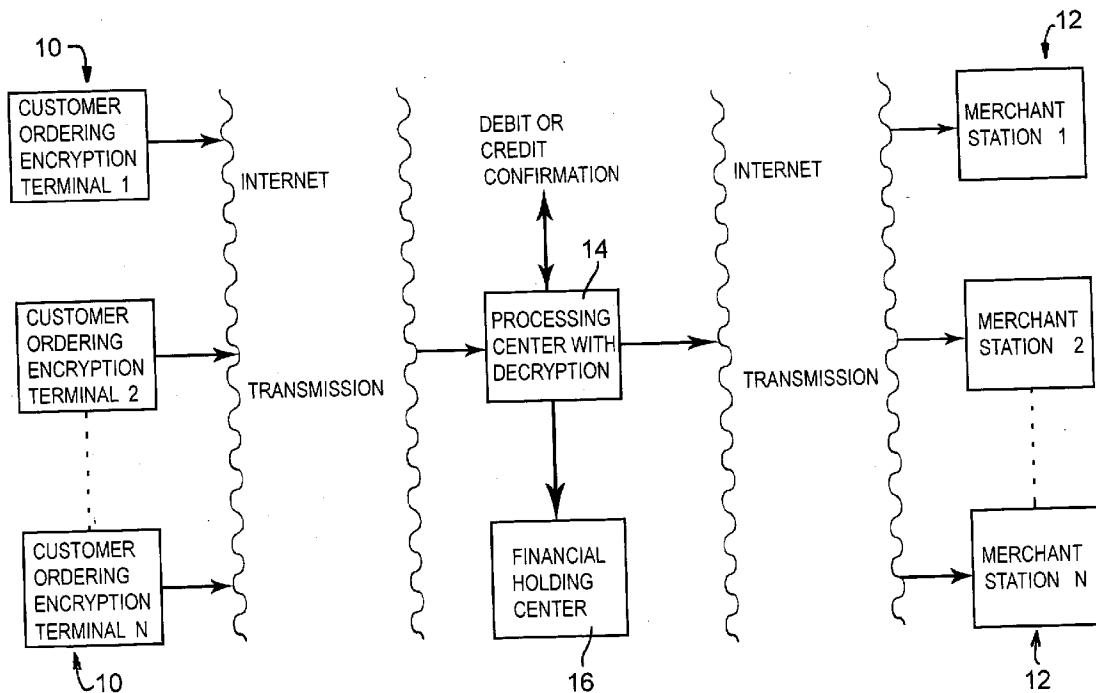 10
CUSTOMER
ORDERING
ENCRYPTION
TERMINAL 1
INTERNET
CUSTOMER
ORDERING
ENCRYPTION
TERMINAL 2
TRANSMISSION
CUSTOMER
ORDERING
ENCRYPTION
TERMINAL N
10
DEBIT OR
CREDIT
CONFIRMATION
14
PROCESSING
CENTER WITH
DECRYPTION
FINANCIAL
HOLDING
CENTER
16
INTERNET
TRANSMISSION
12
MERCHANT
STATION 1
MERCHANT
STATION 2
MERCHANT
STATION N
12